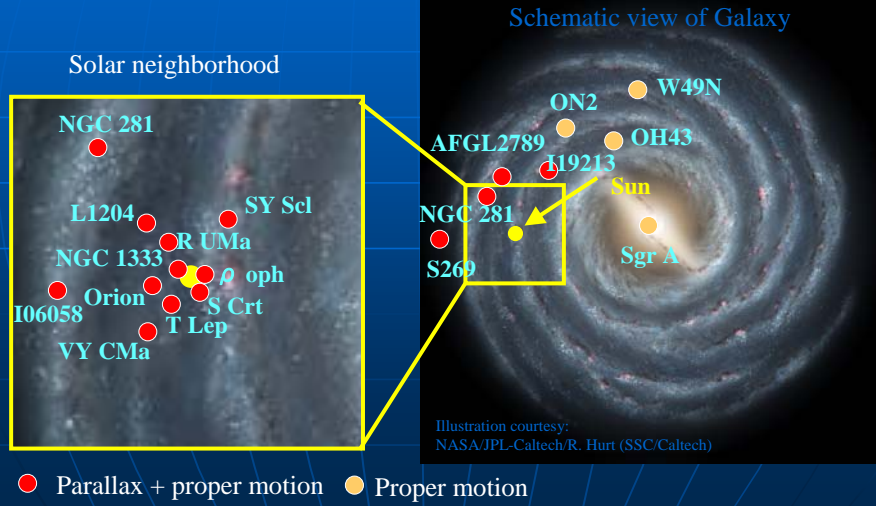 Schematic view of Galaxy
Solar neighborhood
NGC 281
L1204
SY Scl
R UMa
NGC 1333
ρ oph
Orion
S Crt
I06058
T Lep
VY CMa
W49N
ON2
OH43
AFGL2789
I19213
Sun
NGC 281
Sgr A
S269
Illustration courtesy:
NASA/JPL-Caltech/R. Hurt (SSC/Caltech)
Parallax + proper motion
Proper motion